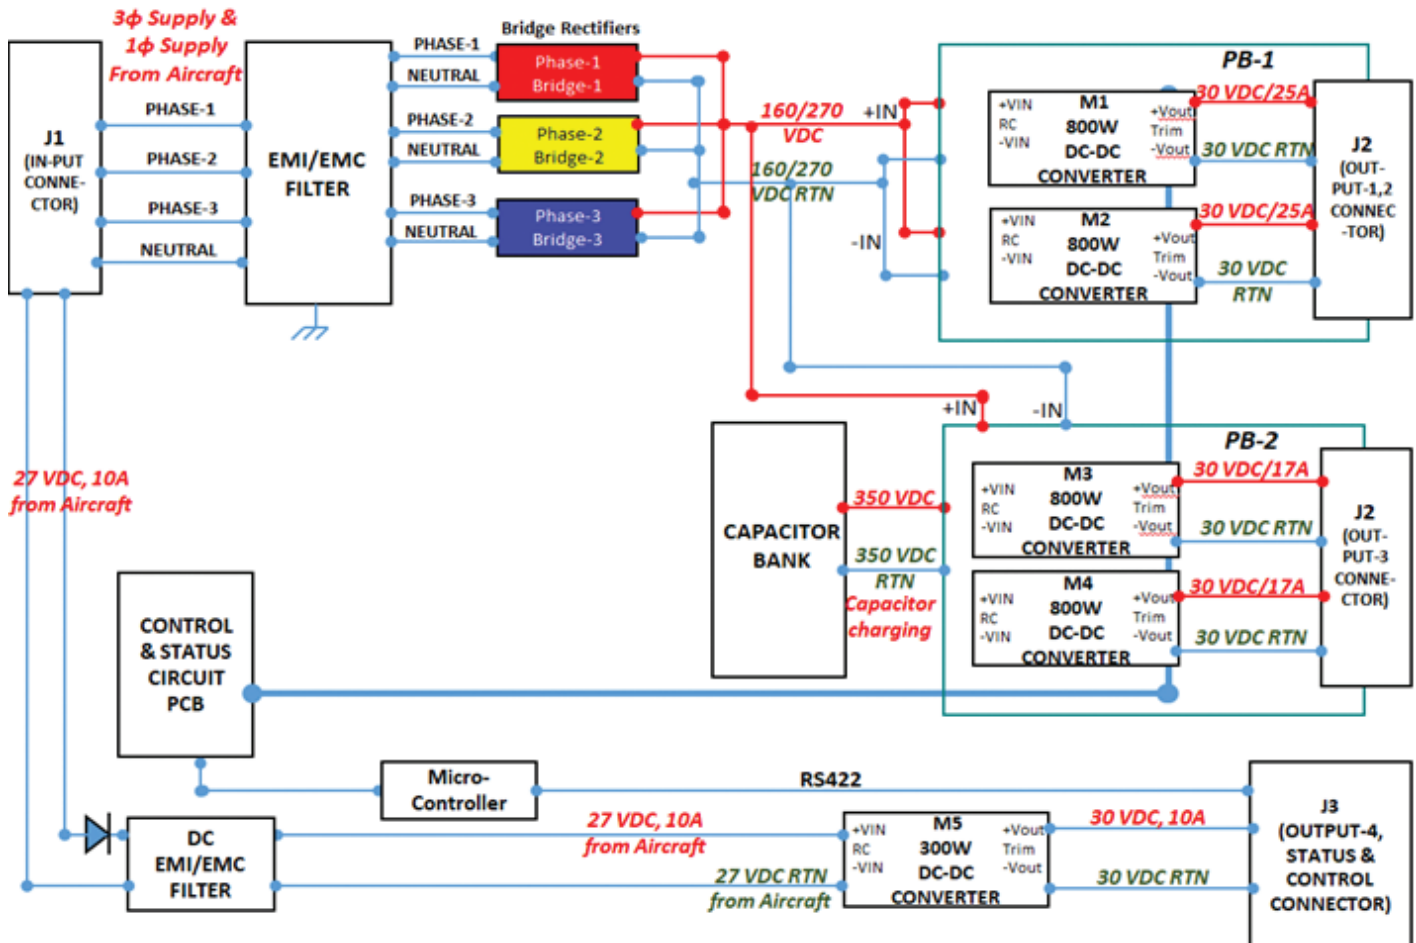 3ϕ Supply &
1ϕ Supply
From Aircraft
J1
(IN-PUT
CONNE-
CTOR)
PHASE-1
PHASE-2
PHASE-3
NEUTRAL
EMI/EMC
FILTER
Bridge Rectifiers
PHASE-1
NEUTRAL
Phase-1
Bridge-1
PHASE-2
NEUTRAL
Phase-2
Bridge-2
PHASE-3
NEUTRAL
Phase-3
Bridge-3
160/270
VDC
160/270
VDC RTN
+IN
-IN
PB-1
+VIN
RC
-VIN
M1
800W
DC-DC
CONVERTER
+Vout
Trim
-Vout
30 VDC/25A
30 VDC RTN
+VIN
RC
-VIN
M2
800W
DC-DC
CONVERTER
+Vout
Trim
-Vout
30 VDC/25A
30 VDC
RTN
J2
(OUT-
PUT-1,2
CONNEC
-TOR)
+IN
-IN
PB-2
27 VDC, 10A
from Aircraft
CAPACITOR
BANK
350 VDC
350 VDC
RTN
Capacitor
charging
+VIN
RC
-VIN
M3
800W
DC-DC
CONVERTER
+Vout
Trim
-Vout
30 VDC/17A
30 VDC RTN
+VIN
RC
-VIN
M4
800W
DC-DC
CONVERTER
+Vout
Trim
-Vout
30 VDC/17A
30 VDC RTN
J2
(OUT-
PUT-3
CONNE-
CTOR)
CONTROL
& STATUS
CIRCUIT
PCB
Micro-
Controller
RS422
DC
EMI/EMC
FILTER
27 VDC, 10A
from Aircraft
27 VDC RTN
from Aircraft
+VIN
RC
-VIN
M5
300W
DC-DC
CONVERTER
+Vout
Trim
-Vout
30 VDC, 10A
30 VDC RTN
J3
(OUTPUT-4,
STATUS &
CONTROL
CONNECTOR)